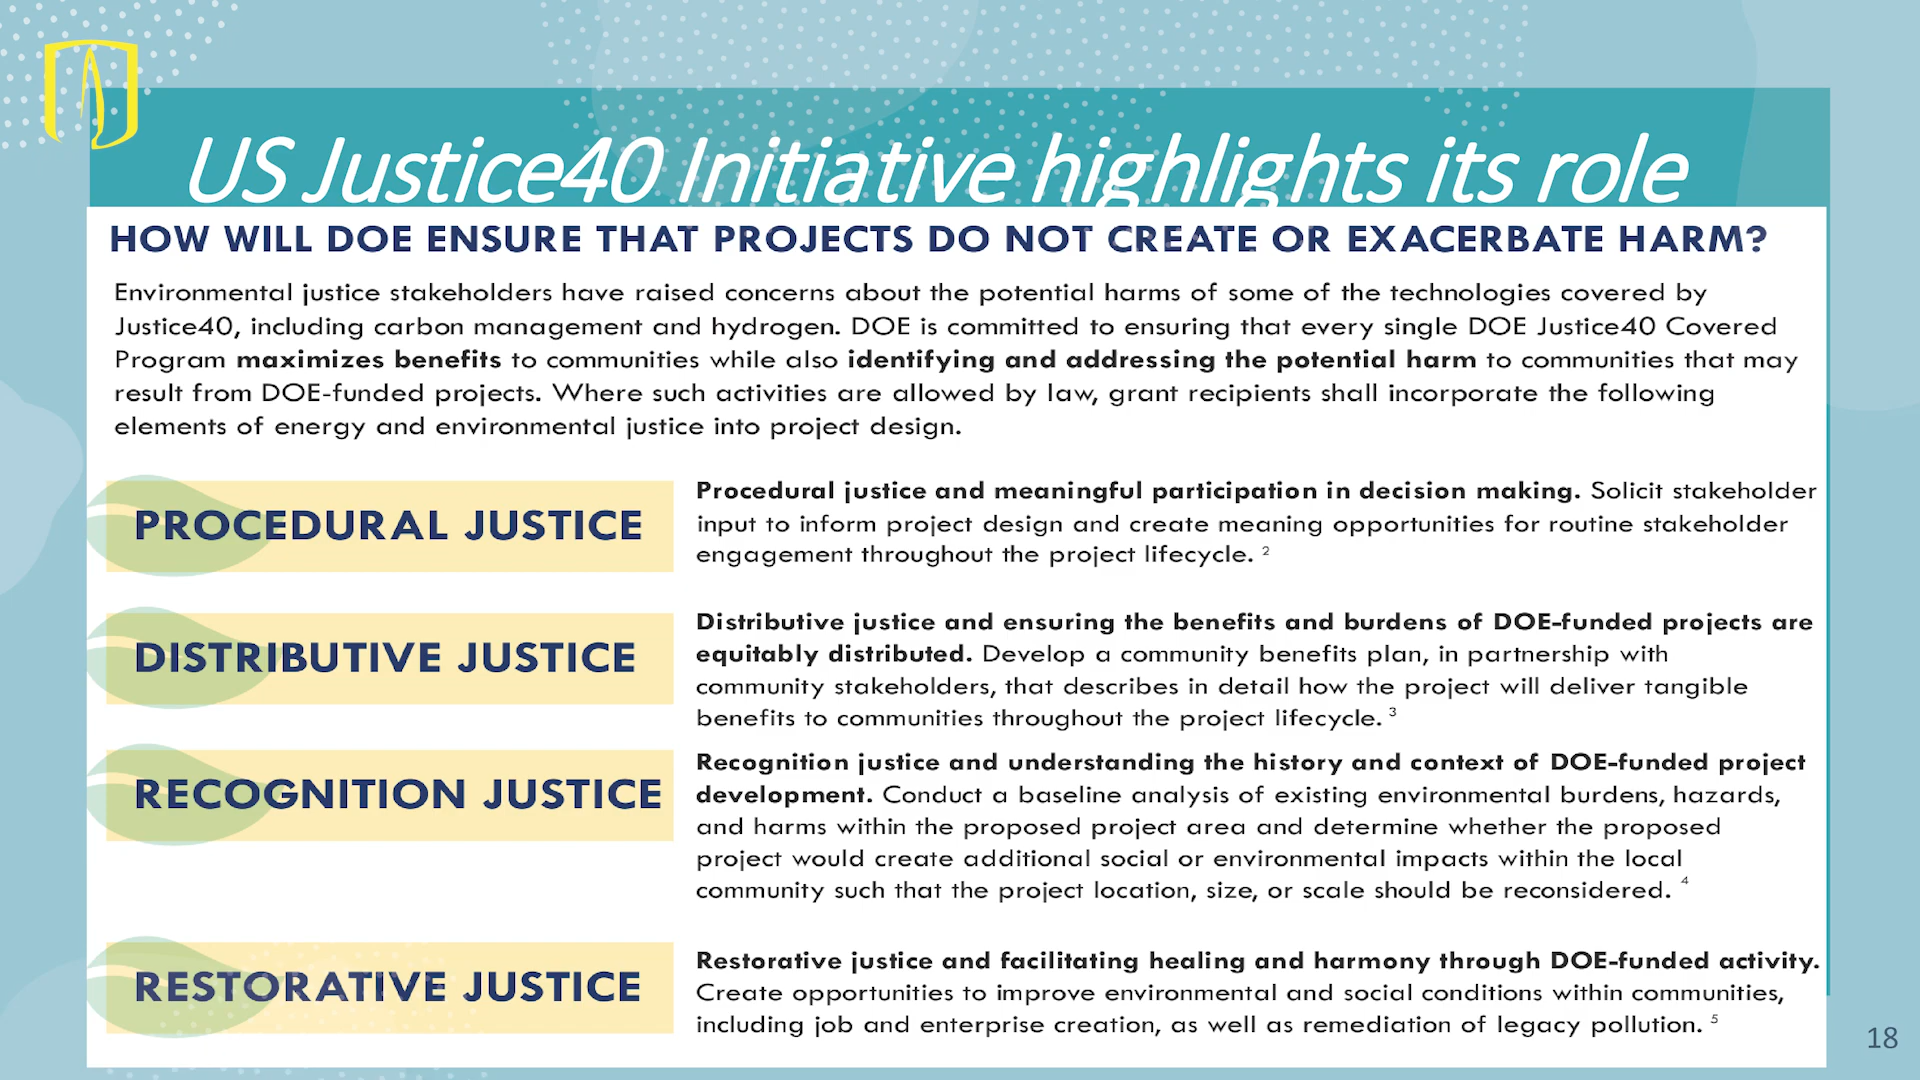 US Justice40 Initiative highlights its role
HOW WILL DOE ENSURE THAT PROJECTS DO NOT CREATE OR EXACERBATE HARM?
Environmental justice stakeholders have raised concerns about the potential harms of some of the technologies covered by
Justice40, including carbon management and hydrogen. DOE is committed to ensuring that every single DOE Justice40 Covered
Program maximizes benefits to communities while also identifying and addressing the potential harm to communities that may
result from DOE-funded projects. Where such activities are allowed by law, grant recipients shall incorporate the following
elements of energy and environmental justice into project design.
PROCEDURAL JUSTICE
Procedural justice and meaningful participation in decision making. Solicit stakeholder
input to inform project design and create meaning opportunities for routine stakeholder
engagement throughout the project lifecycle. 2
DISTRIBUTIVE JUSTICE
Distributive justice and ensuring the benefits and burdens of DOE-funded projects are
equitably distributed. Develop a community benefits plan, in partnership with
community stakeholders, that describes in detail how the project will deliver tangible
benefits to communities throughout the project lifecycle. 3
RECOGNITION JUSTICE
Recognition justice and understanding the history and context of DOE-funded project
development. Conduct a baseline analysis of existing environmental burdens, hazards,
and harms within the proposed project area and determine whether the proposed
project would create additional social or environmental impacts within the local
community such that the project location, size, or scale should be reconsidered. 4
RESTORATIVE JUSTICE
Restorative justice and facilitating healing and harmony through DOE-funded activity.
Create opportunities to improve environmental and social conditions within communities,
including job and enterprise creation, as well as remediation of legacy pollution. 5
18